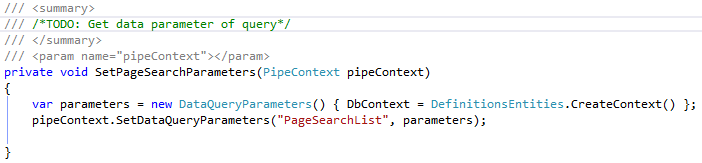 /// <summary>
/// /*TODO: Get data parameter of query*/
/// </summary>
/// <param name="pipeContext"></param>
private void SetPageSearchParameters(PipeContext pipeContext)
{
    var parameters = new DataQueryParameters() { DbContext = DefinitionsEntities.CreateContext() };
    pipeContext.SetDataQueryParameters("PageSearchList", parameters);
}